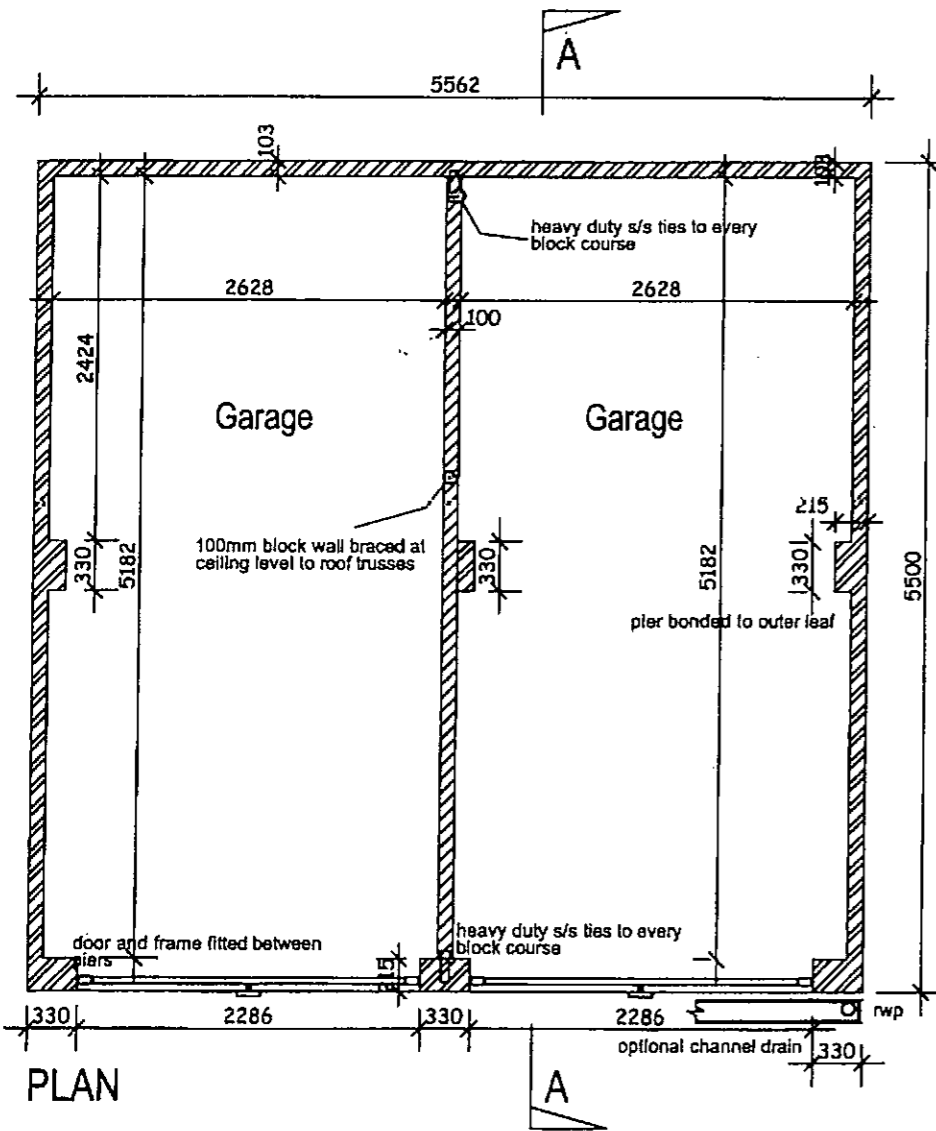 A
5562
103
103
heavy duty s/s ties to every
block course
2628
2628
100
2424
Garage
Garage
215
100mm block wall braced at
ceiling level to roof trusses
330
5182
330
5182
330
5500
pier bonded to outer leaf
door and frame fitted between
piers
heavy duty s/s ties to every
block course
215
330
2286
330
2286
rwp
optional channel drain
330
PLAN
A